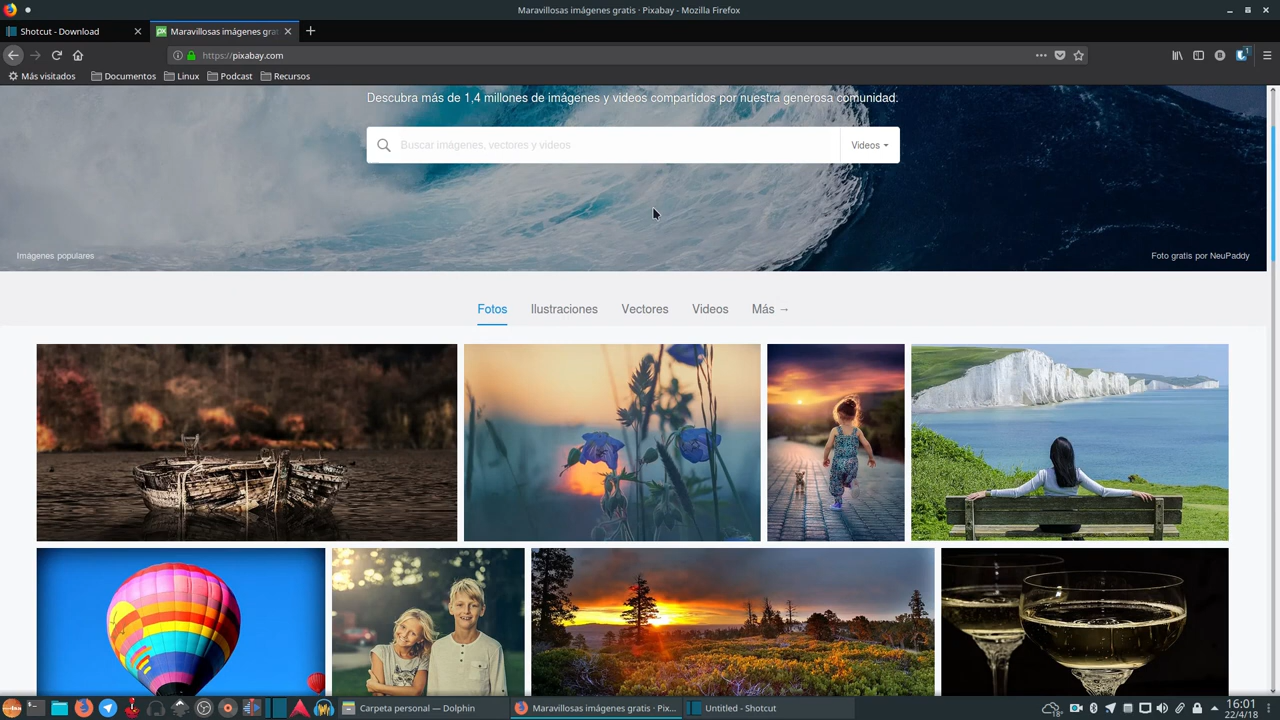 Maravillosas imágenes gratis · Pixabay - Mozilla Firefox
Shotcut - Download
Maravillosas imágenes gra
https://pixabay.com
1
Más visitados
Documentos
Linux
Podcast
Recursos
Descubra más de 1,4 millones de imágenes y videos compartidos por nuestra generosa comunidad.
Buscar imágenes, vectores y videos
Videos
Imágenes populares
Foto gratis por NeuPaddy
Fotos
Ilustraciones
Vectores
Videos
Más →
Carpeta personal — Dolphin
Maravillosas imágenes gratis · Pix...
Untitled - Shotcut
18°
16:01
22/4/18